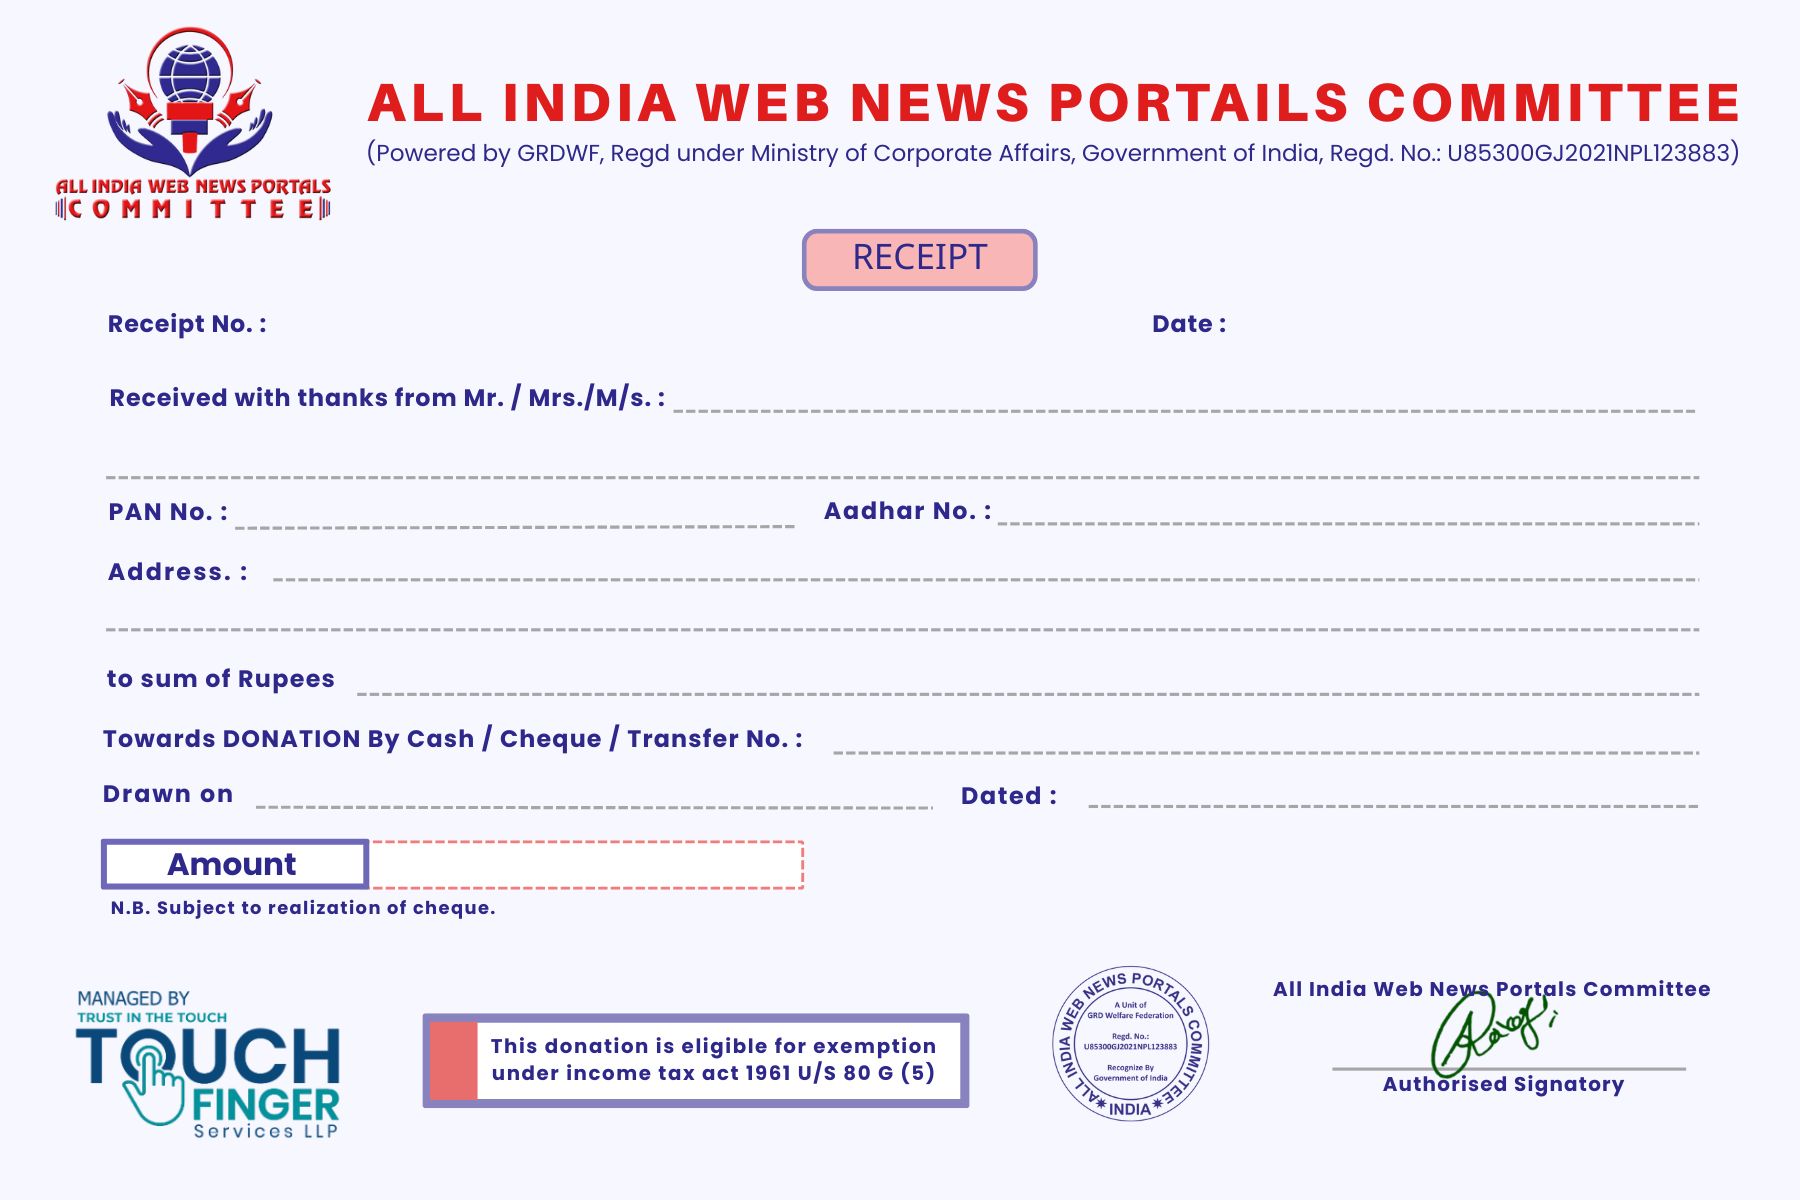 ALL INDIA WEB NEWS PORTAILS COMMITTEE
(Powered by GRDWF, Regd under Ministry of Corporate Affairs, Government of India, Regd. No.: U85300GJ2021NPL123883)
ALL INDIA WEB NEWS PORTALS
COMMITTEE
RECEIPT
Receipt No. : Date :
Received with thanks from Mr. / Mrs./M/s. :
PAN No. : Aadhar No. :
Address. :
to sum of Rupees
Towards DONATION By Cash / Cheque / Transfer No. :
Drawn on Dated :
Amount
N.B. Subject to realization of cheque.
MANAGED BY
TRUST IN THE TOUCH
TOUCH
FINGER
Services LLP
This donation is eligible for exemption
under income tax act 1961 U/S 80 G (5)
ALL INDIA WEB NEWS PORTALS COMMITTEE
A Unit of
GRD Welfare Federation
Regd. No.:
U85300GJ2021NPL123883
Recognize By
Government of India
INDIA
All India Web News Portals Committee
Authorised Signatory